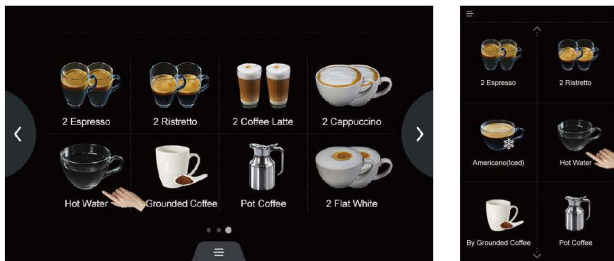 2 Espresso
2 Ristretto
2 Coffee Latte
2 Cappuccino
Hot Water
Grounded Coffee
Pot Coffee
2 Flat White
2 Espresso
2 Ristretto
Americano(Iced)
Hot Water
By Grounded Coffee
Pot Coffee